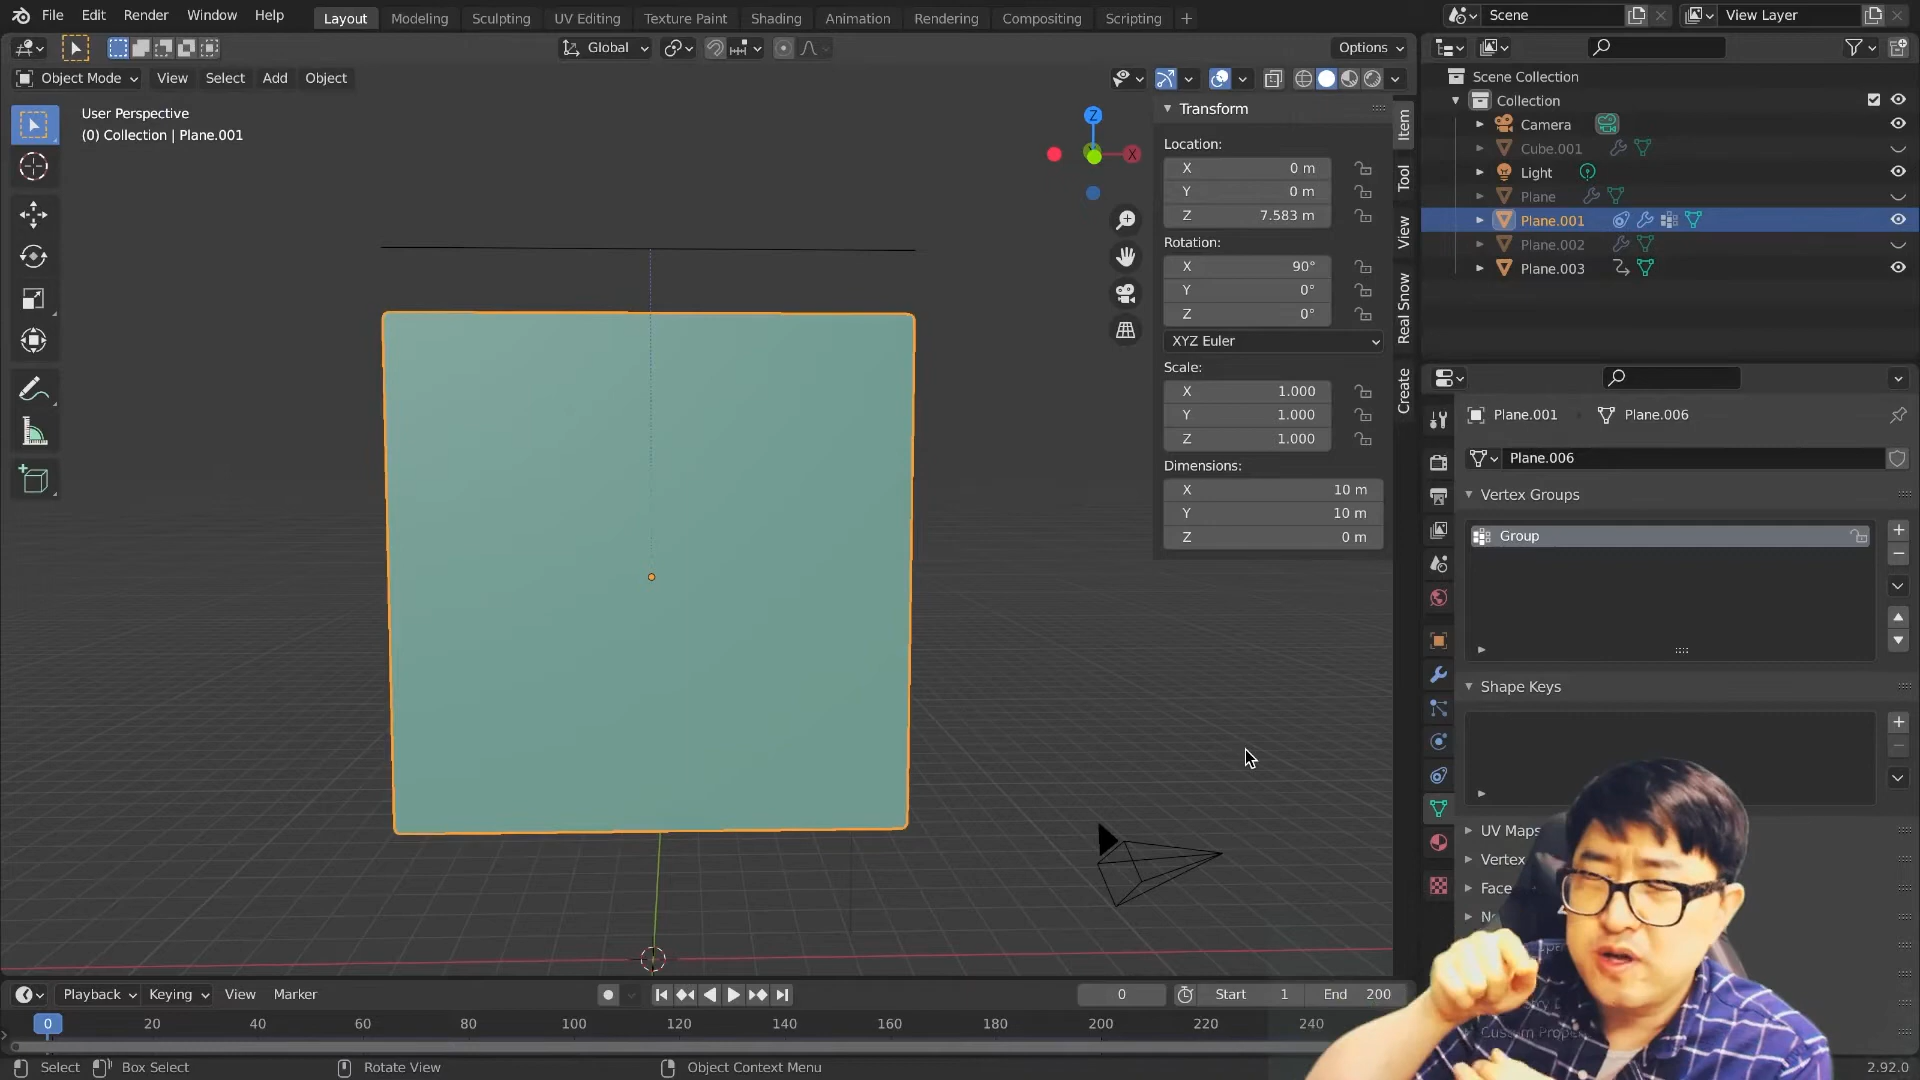 File Edit Render Window Help Layout Modeling Sculpting UV Editing Texture Paint Shading Animation Rendering Compositing Scripting + Scene View Layer
Global Options
Object Mode View Select Add Object
User Perspective
(0) Collection | Plane.001
Z
X
Transform
Location:
X 0 m
Y 0 m
Z 7.583 m
Rotation:
X 90°
Y 0°
Z 0°
XYZ Euler
Scale:
X 1.000
Y 1.000
Z 1.000
Dimensions:
X 10 m
Y 10 m
Z 0 m
Item
Tool
View
Real Snow
Create
Scene Collection
Collection
Camera
Cube.001
Light
Plane
Plane.001
Plane.002
Plane.003
Plane.001 Plane.006
Plane.006
Vertex Groups
Group
Shape Keys
UV Maps
Vertex
Face
Custom Prope
Playback Keying View Marker 0 Start 1 End 200
0 20 40 60 80 100 120 140 160 180 200 220 240
Select Box Select Rotate View Object Context Menu 2.92.0